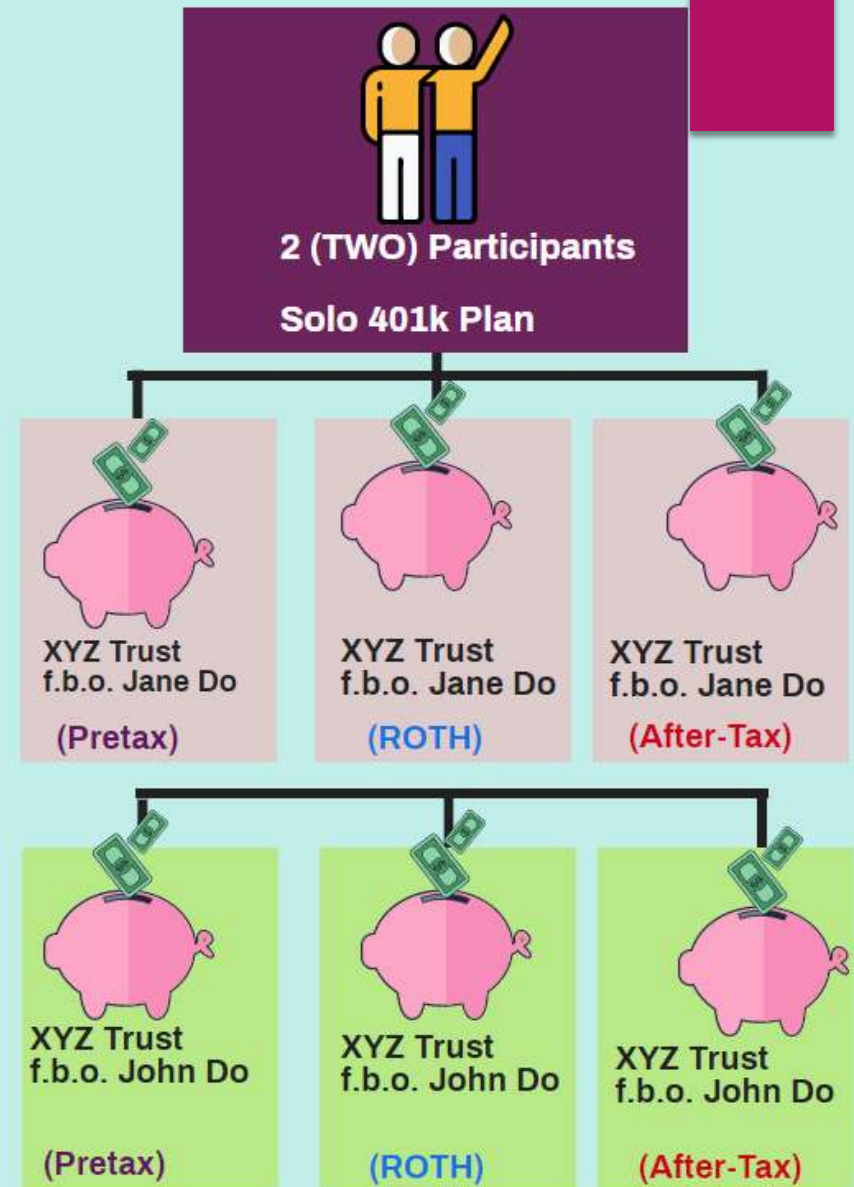 2 (TWO) Participants
Solo 401k Plan
XYZ Trust
f.b.o. Jane Do
(Pretax)
XYZ Trust
f.b.o. Jane Do
(ROTH)
XYZ Trust
f.b.o. Jane Do
(After-Tax)
XYZ Trust
f.b.o. John Do
(Pretax)
XYZ Trust
f.b.o. John Do
(ROTH)
XYZ Trust
f.b.o. John Do
(After-Tax)